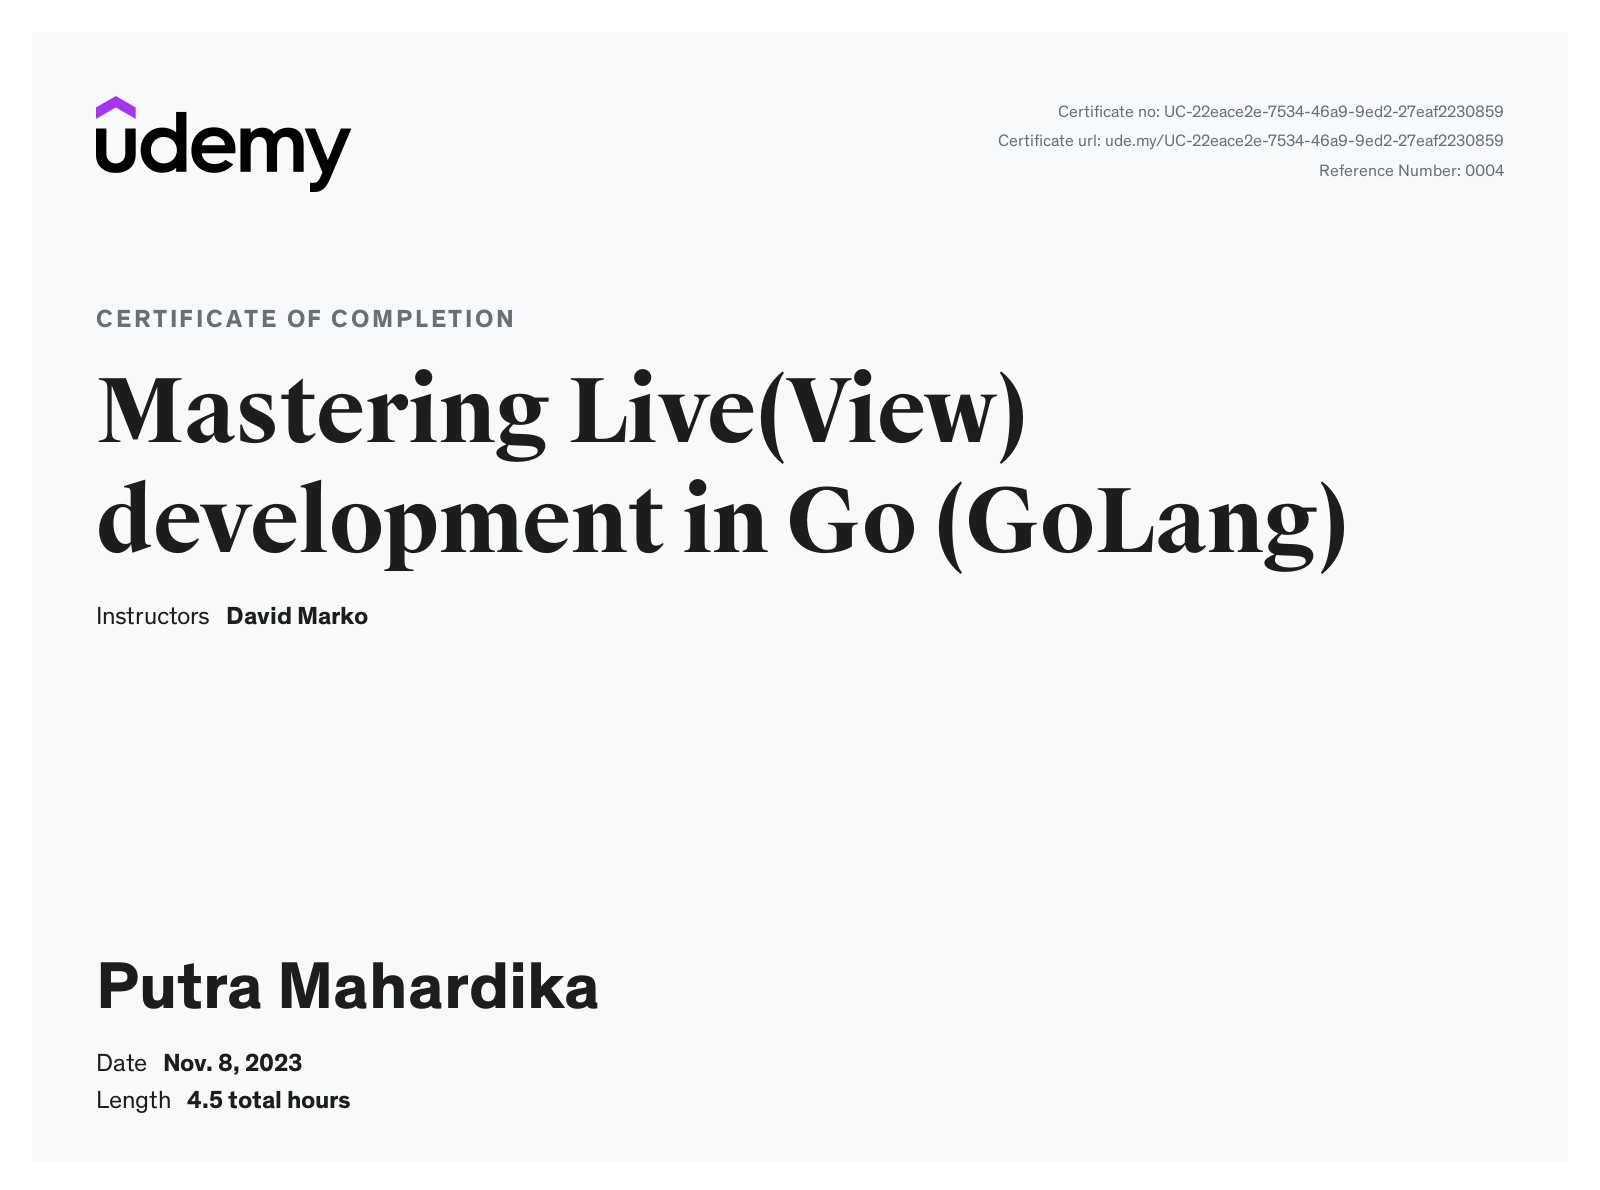 udemy
Certificate no: UC-22eace2e-7534-46a9-9ed2-27eaf2230859
Certificate url: ude.my/UC-22eace2e-7534-46a9-9ed2-27eaf2230859
Reference Number: 0004
CERTIFICATE OF COMPLETION
Mastering Live(View)
development in Go (GoLang)
Instructors David Marko
Putra Mahardika
Date Nov. 8, 2023
Length 4.5 total hours